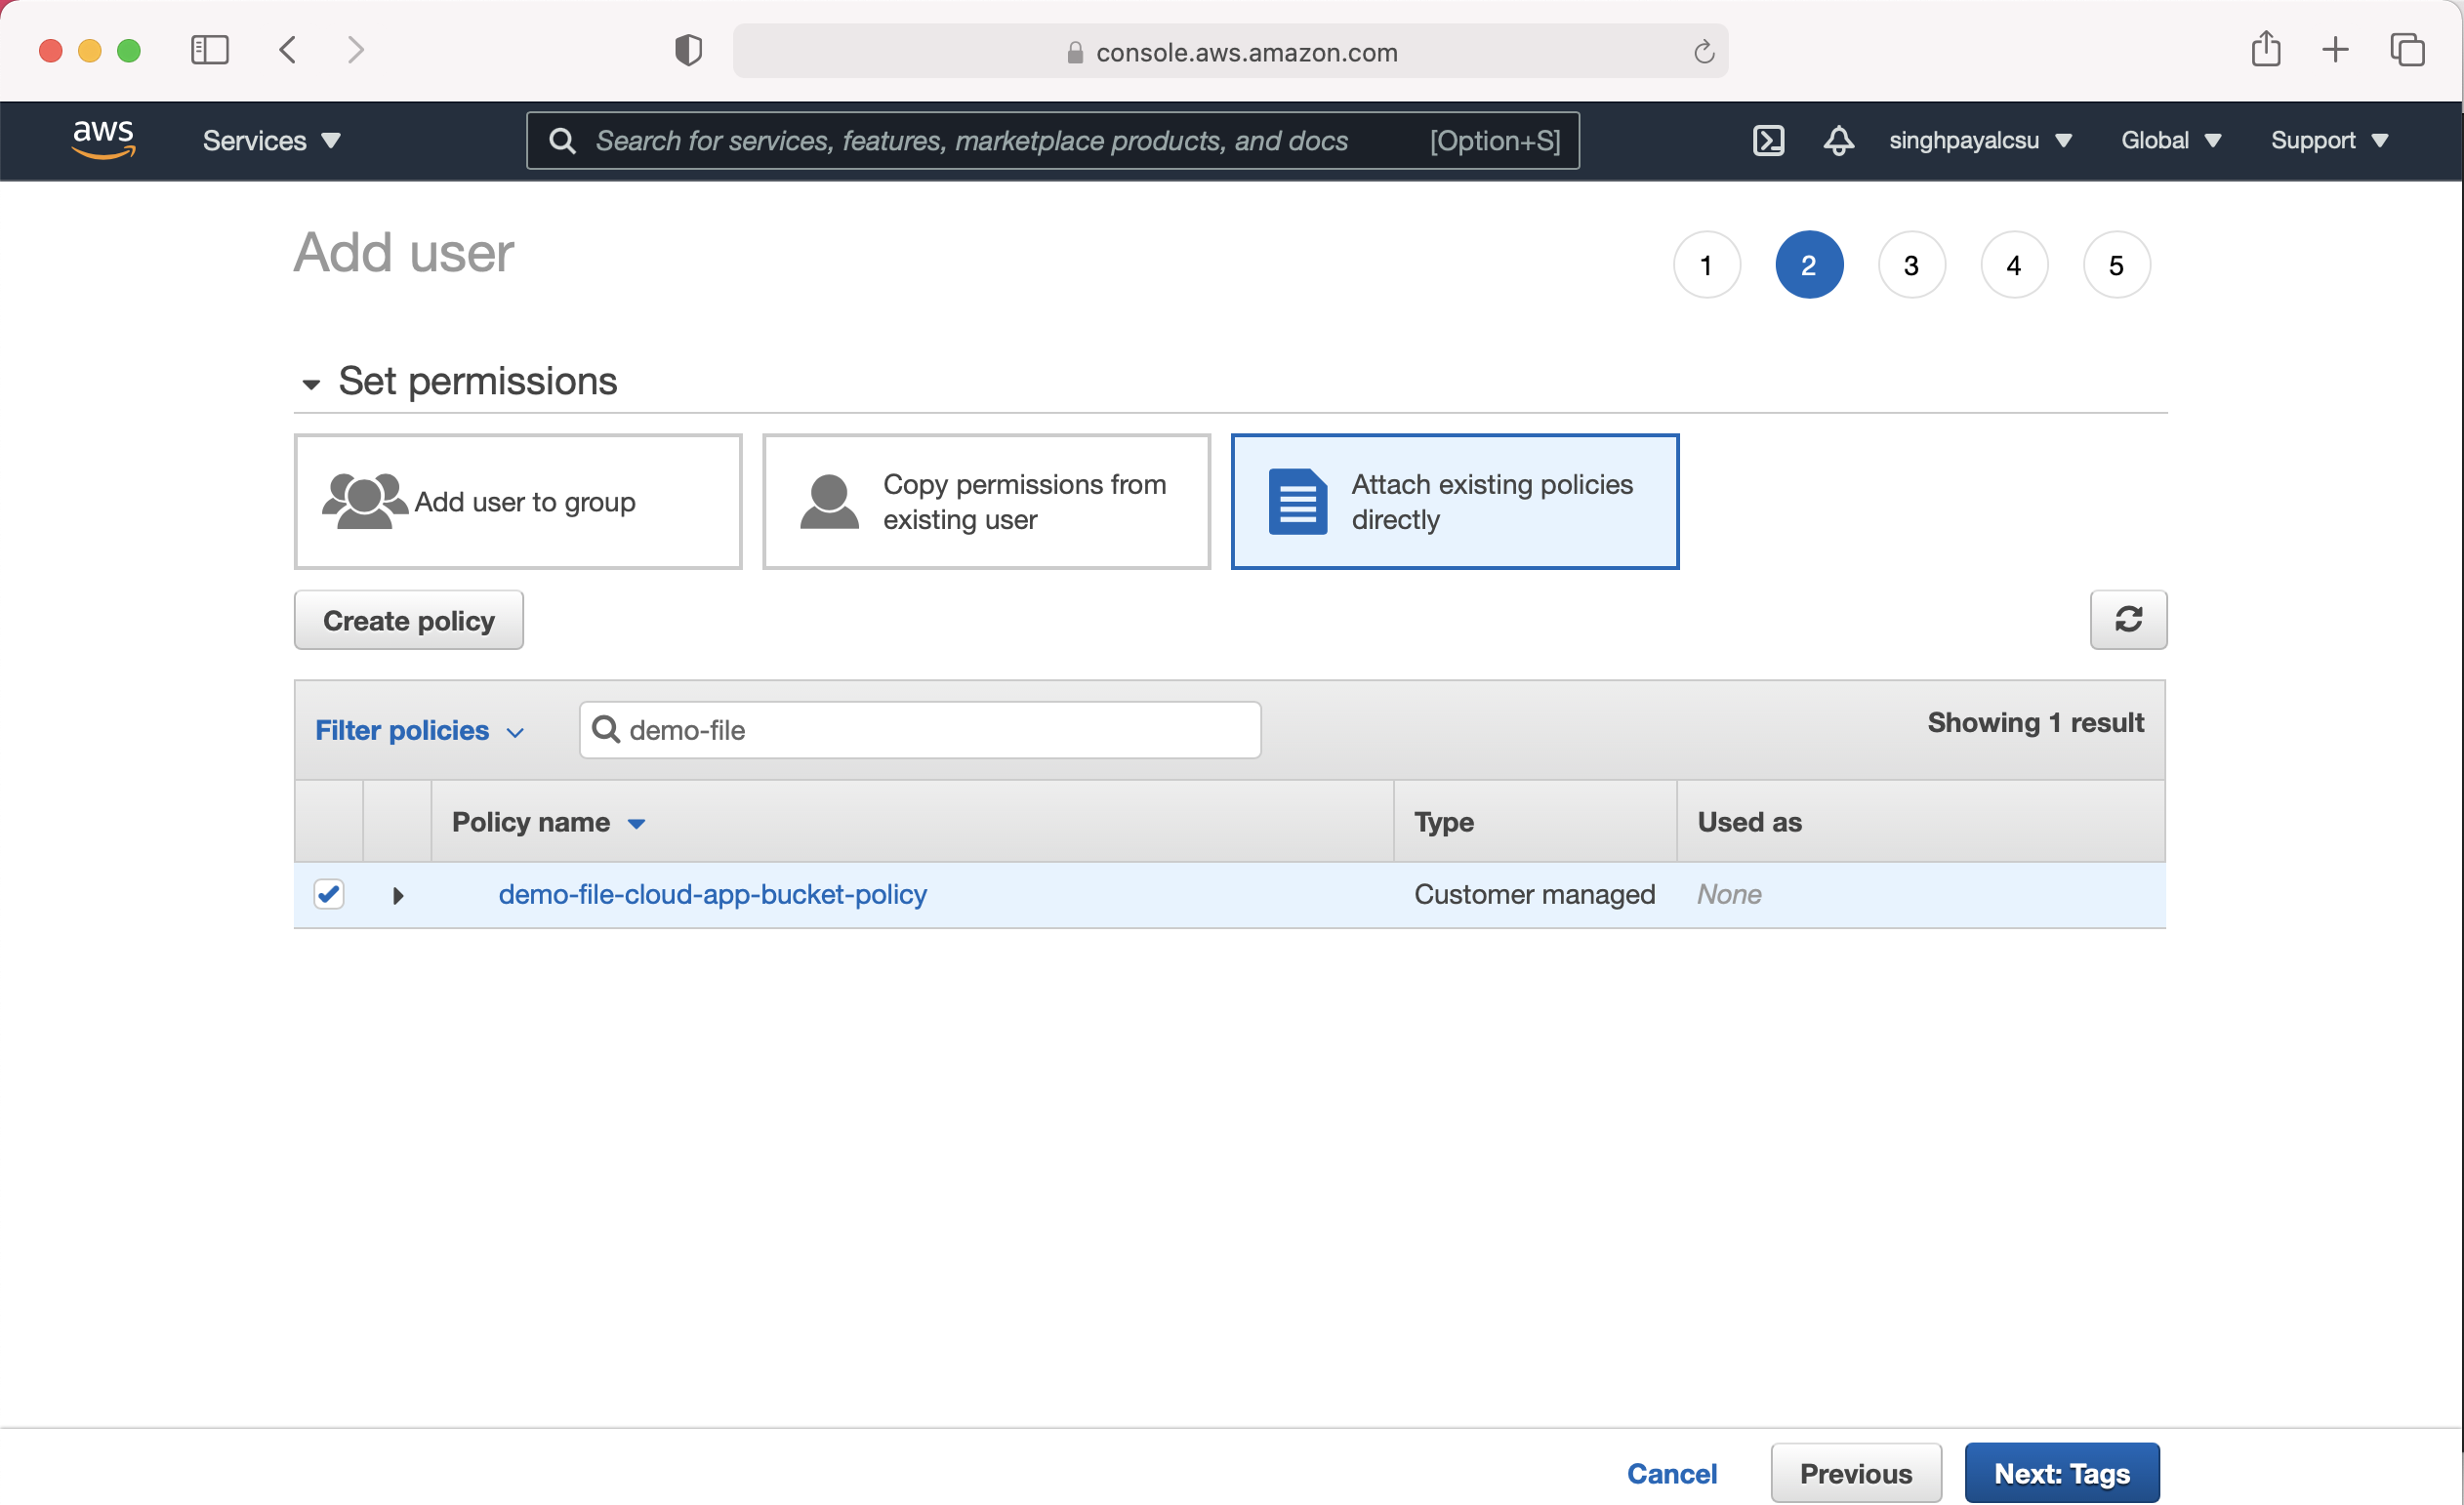 console.aws.amazon.com
aws
Services
Search for services, features, marketplace products, and docs
[Option+S]
singhpayalcsu
Global
Support
Add user
1
2
3
4
5
Set permissions
Add user to group
Copy permissions from
existing user
Attach existing policies
directly
Create policy
Filter policies
demo-file
Showing 1 result
Policy name
Type
Used as
demo-file-cloud-app-bucket-policy
Customer managed
None
Cancel
Previous
Next: Tags